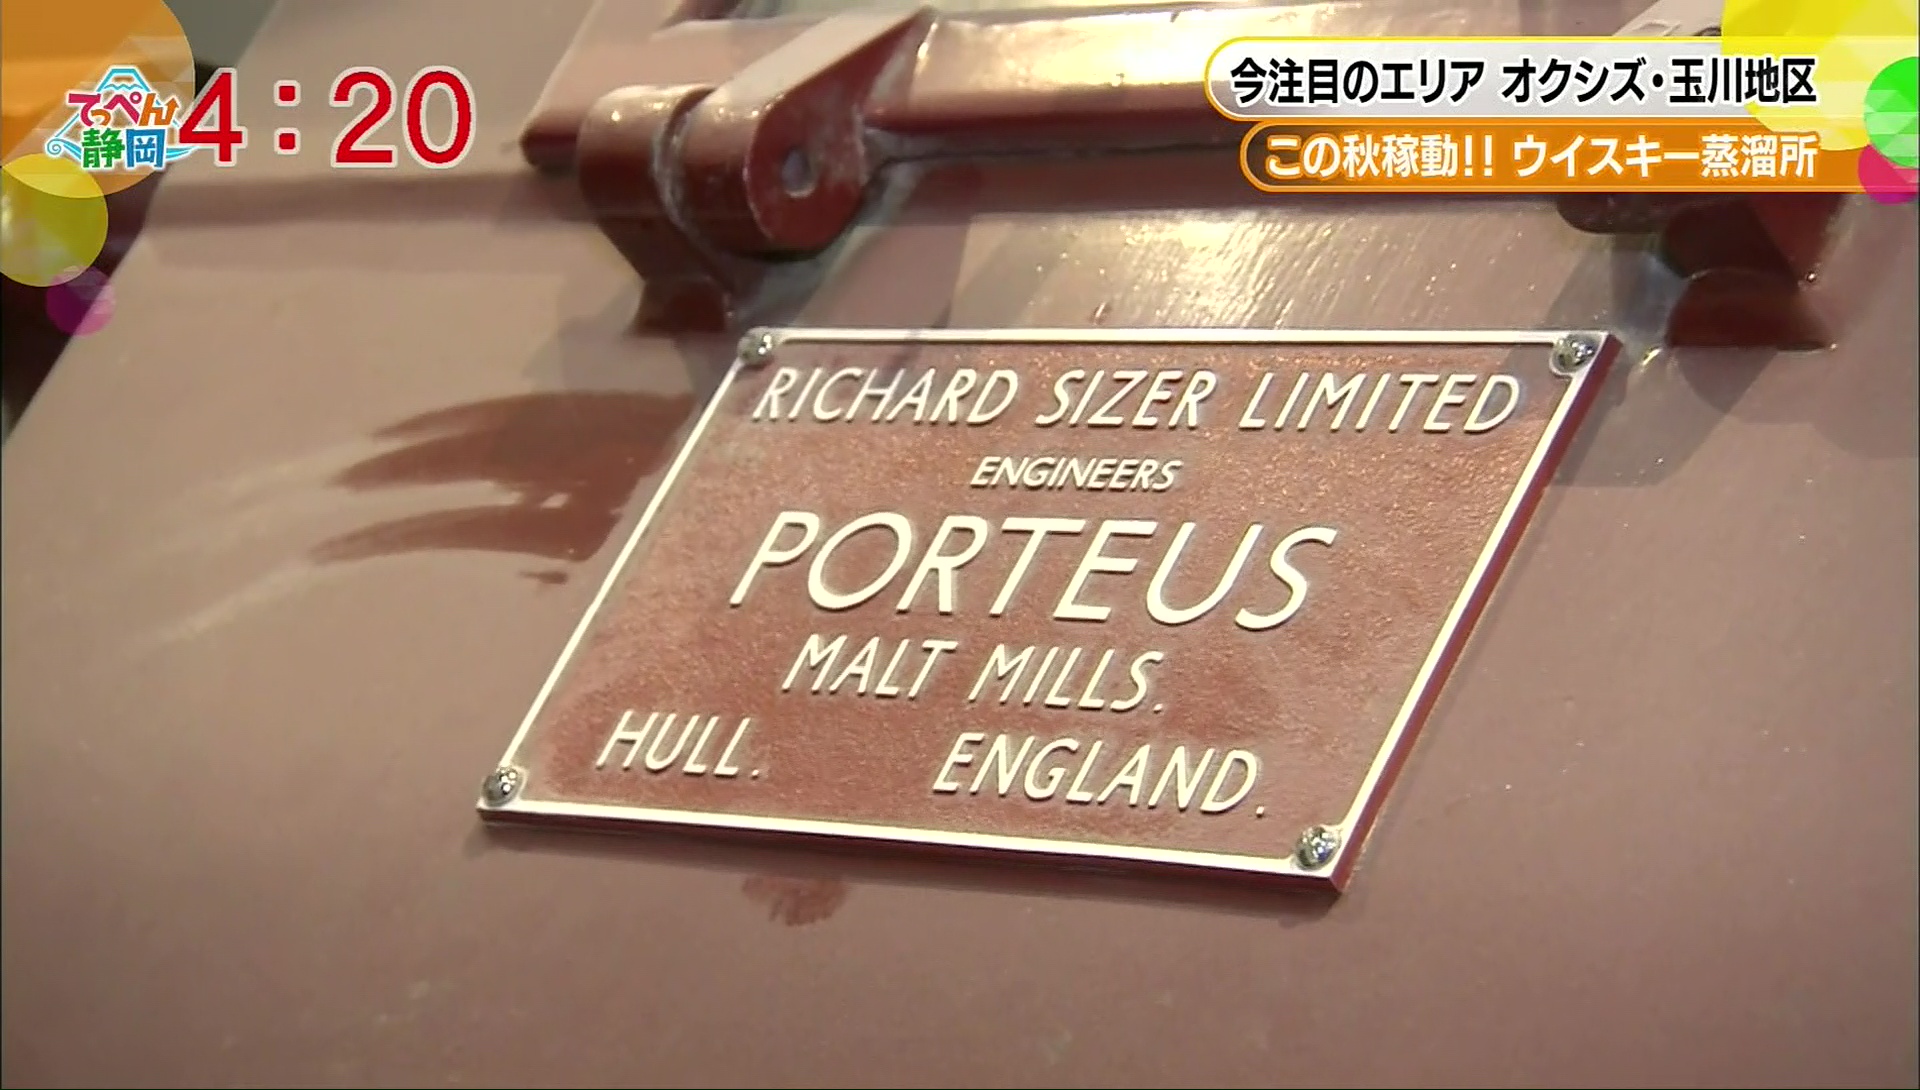 てっぺん
静岡
4:20
今注目のエリア オクシズ・玉川地区
この秋稼動!! ウイスキー蒸溜所
RICHARD SIZER LIMITED
ENGINEERS
PORTEUS
MALT MILLS.
HULL. ENGLAND.